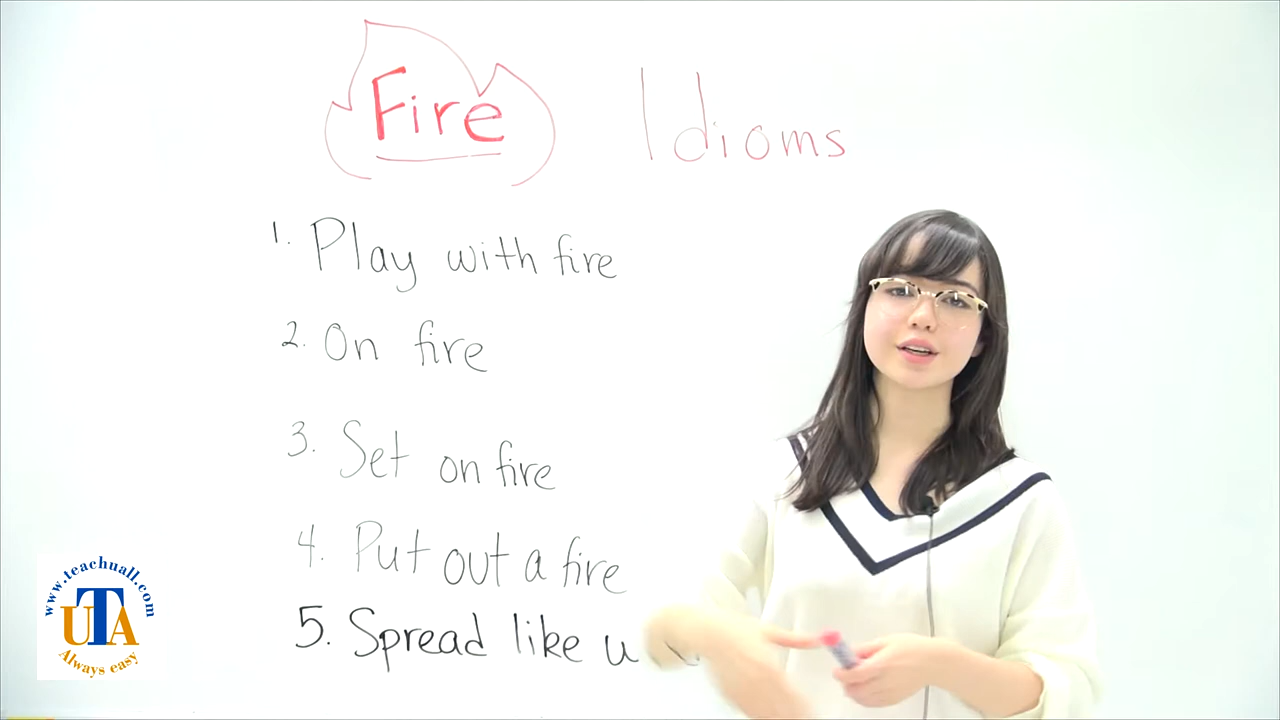 Fire Idioms
1. Play with fire
2. On fire
3. Set on fire
4. Put out a fire
5. Spread like
www.teachuall.com
UTA
Always easy